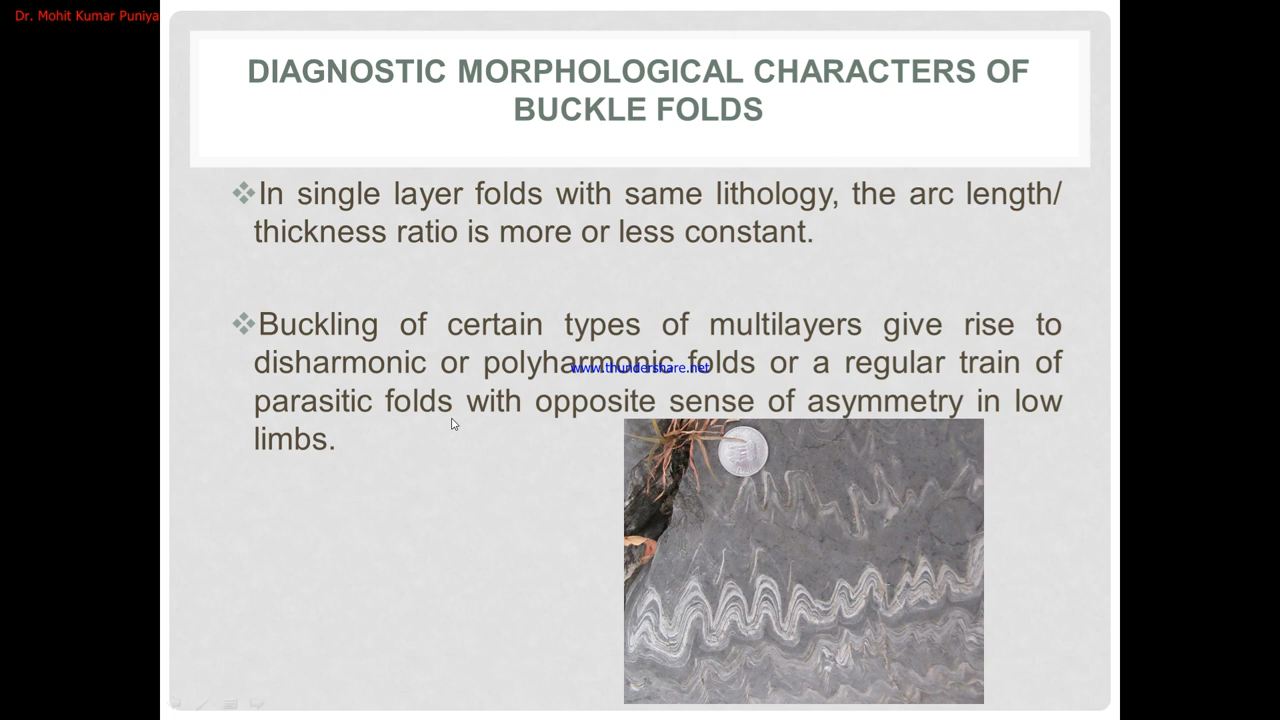 Dr. Mohit Kumar Puniya
DIAGNOSTIC MORPHOLOGICAL CHARACTERS OF
BUCKLE FOLDS
In single layer folds with same lithology, the arc length/
thickness ratio is more or less constant.
Buckling of certain types of multilayers give rise to
disharmonic or polyharmonic folds or a regular train of
www.thundershare.net
parasitic folds with opposite sense of asymmetry in low
limbs.